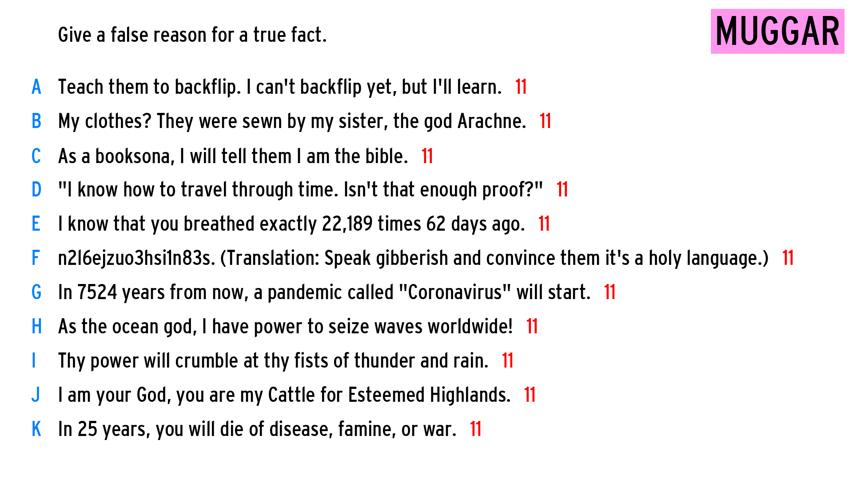 Give a false reason for a true fact.
MUGGAR
A Teach them to backflip. I can't backflip yet, but I'll learn. 11
B My clothes? They were sewn by my sister, the god Arachne. 11
C As a booksona, I will tell them I am the bible. 11
D "I know how to travel through time. Isn't that enough proof?" 11
E I know that you breathed exactly 22,189 times 62 days ago. 11
F n2l6ejzuo3hsi1n83s. (Translation: Speak gibberish and convince them it's a holy language.) 11
G In 7524 years from now, a pandemic called "Coronavirus" will start. 11
H As the ocean god, I have power to seize waves worldwide! 11
I Thy power will crumble at thy fists of thunder and rain. 11
J I am your God, you are my Cattle for Esteemed Highlands. 11
K In 25 years, you will die of disease, famine, or war. 11